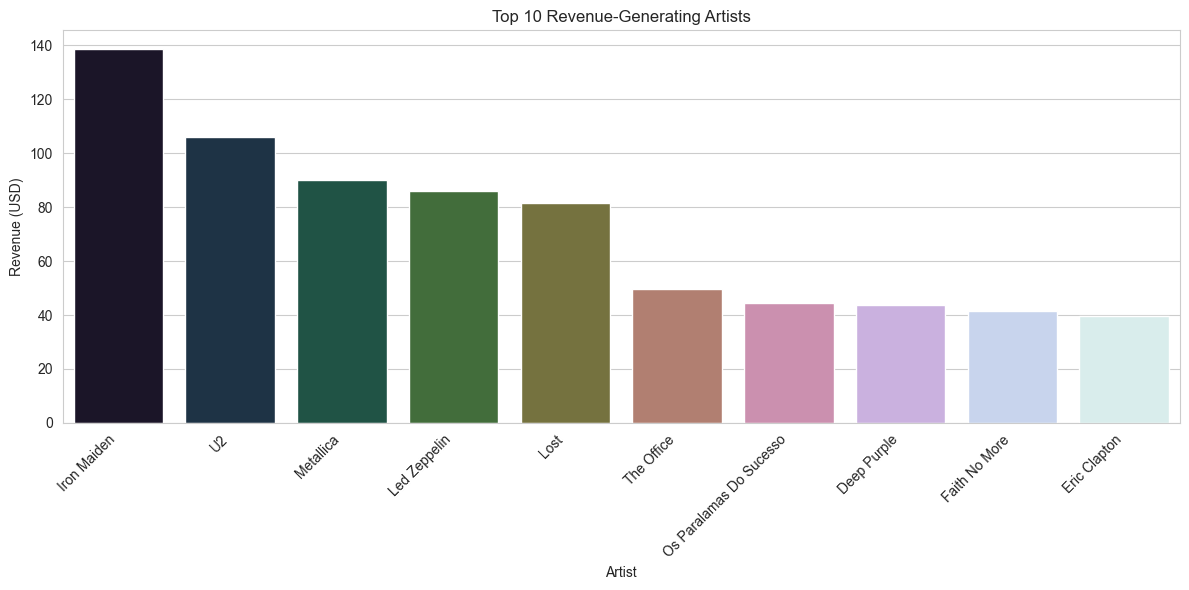 Top 10 Revenue-Generating Artists
Revenue (USD)
140
120
100
80
60
40
20
0
Iron Maiden
U2
Metallica
Led Zeppelin
Lost
The Office
Os Paralamas Do Sucesso
Deep Purple
Faith No More
Eric Clapton
Artist